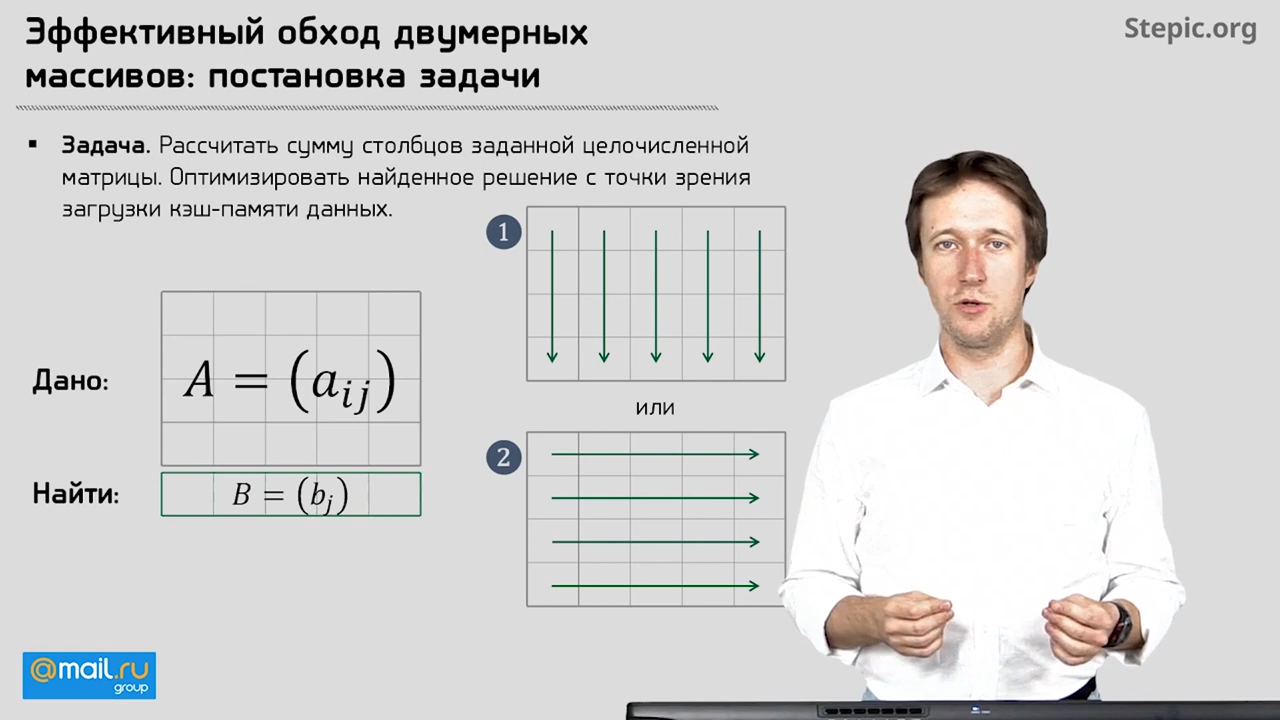 Эффективный обход двумерных
массивов: постановка задачи
Stepic.org
▪ Задача. Рассчитать сумму столбцов заданной целочисленной
матрицы. Оптимизировать найденное решение с точки зрения
загрузки кэш-памяти данных.
1
Дано:
A = (aᵢⱼ)
или
2
Найти:
B = (bⱼ)
@mail.ru
group